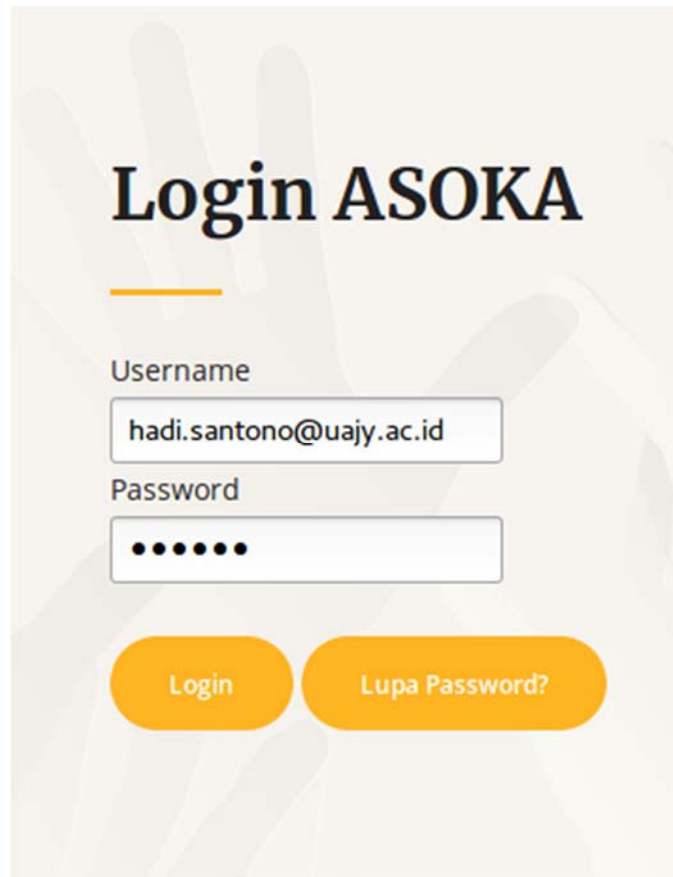 Login ASOKA
Username
hadi.santono@uajy.ac.id
Password
••••••
Login
Lupa Password?